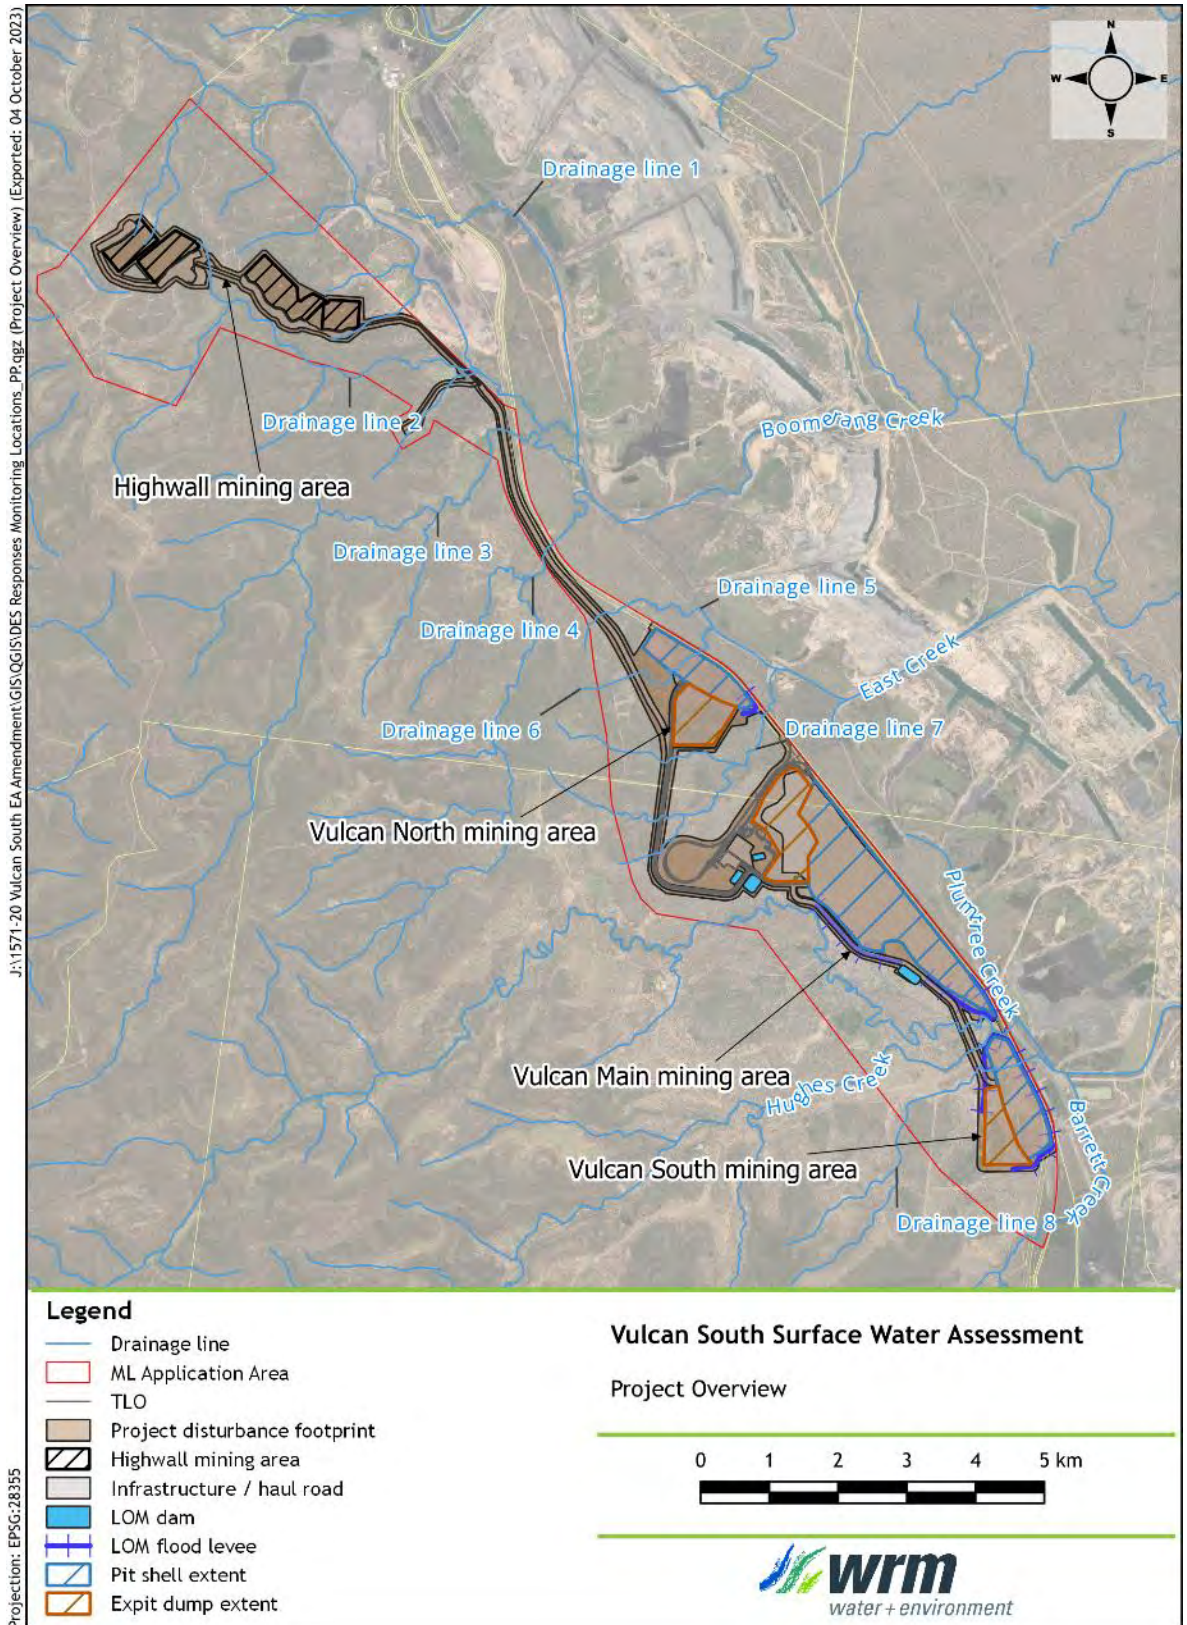 J:\1571-20 Vulcan South EA Amendment\GIS\QGIS\DES Responses Monitoring Locations_PP.qgz (Project Overview) (Exported: 04 October 2023)
Projection: EPSG:28355
N
W
E
S
Drainage line 1
Boomerang Creek
Drainage line 2
Highwall mining area
Drainage line 3
Drainage line 5
Drainage line 4
East Creek
Drainage line 6
Drainage line 7
Vulcan North mining area
Plumtree Creek
Vulcan Main mining area
Hughes Creek
Barrett Creek
Vulcan South mining area
Drainage line 8
Legend
Drainage line
ML Application Area
TLO
Project disturbance footprint
Highwall mining area
Infrastructure / haul road
LOM dam
LOM flood levee
Pit shell extent
Expit dump extent
Vulcan South Surface Water Assessment
Project Overview
0 1 2 3 4 5 km
wrm
water + environment